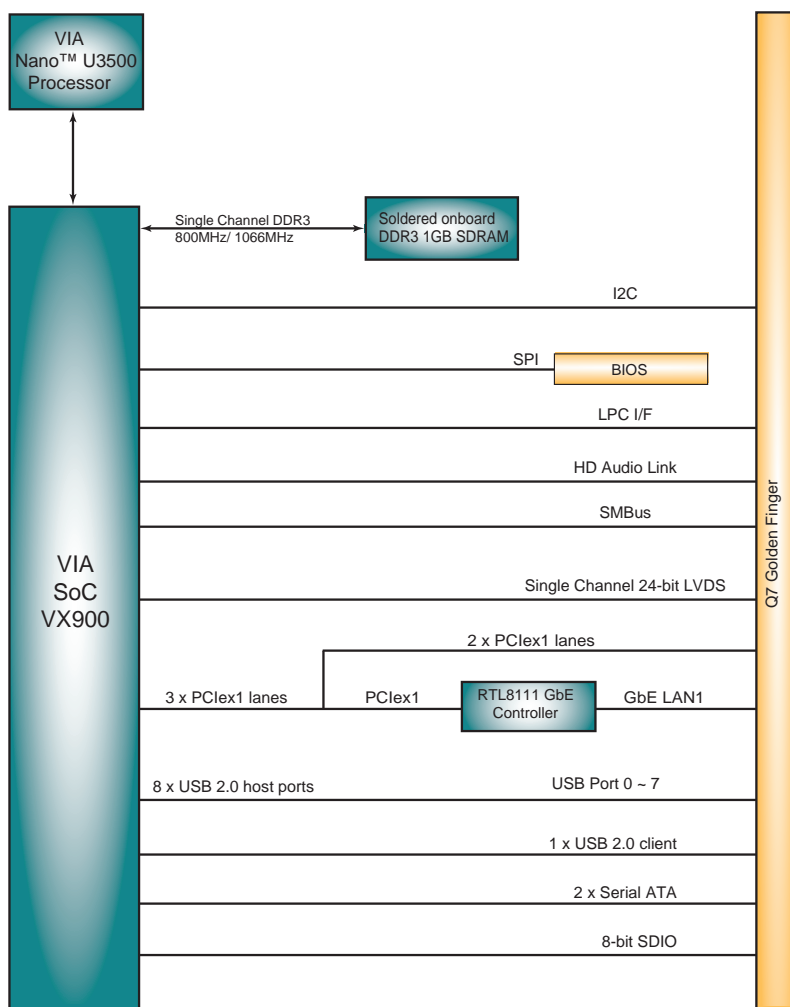 VIA
Nano™ U3500
Processor
Single Channel DDR3
800MHz/ 1066MHz
Soldered onboard
DDR3 1GB SDRAM
I2C
SPI
BIOS
LPC I/F
HD Audio Link
SMBus
VIA
SoC
VX900
Q7 Golden Finger
Single Channel 24-bit LVDS
2 x PCIex1 lanes
3 x PCIex1 lanes
PCIex1
RTL8111 GbE
Controller
GbE LAN1
8 x USB 2.0 host ports
USB Port 0 ~ 7
1 x USB 2.0 client
2 x Serial ATA
8-bit SDIO